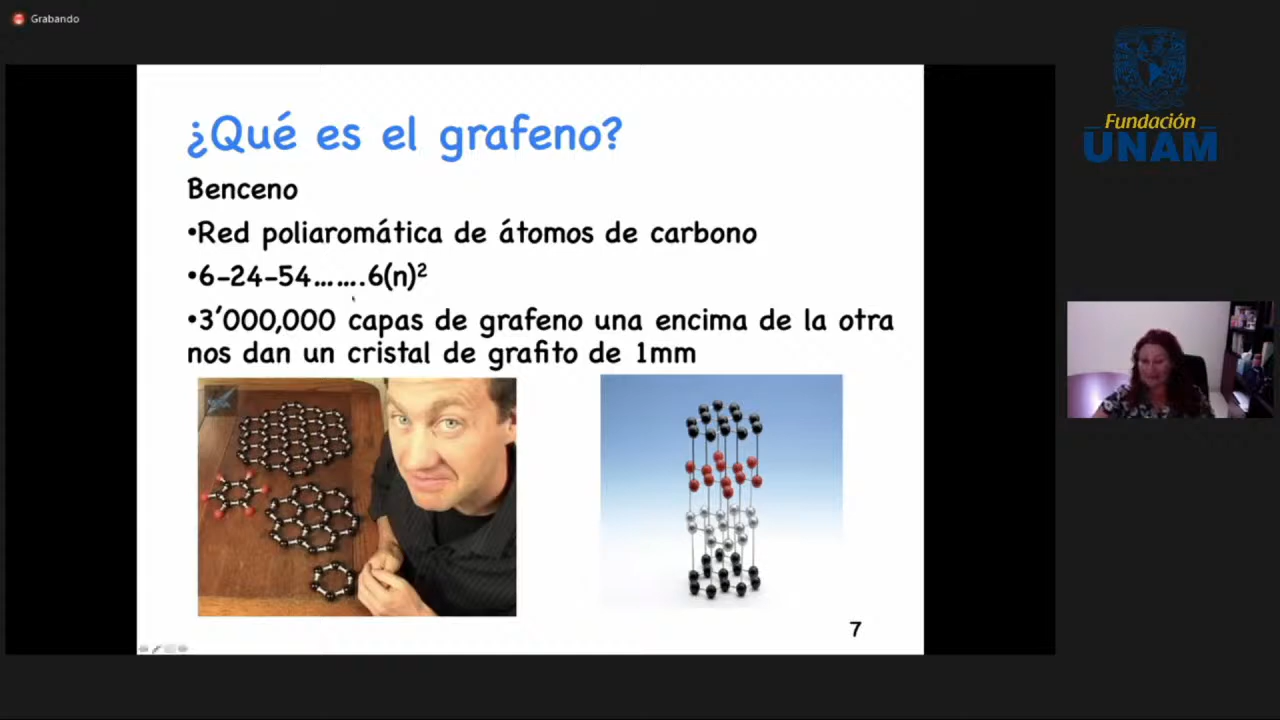 Grabando
Fundación
UNAM
¿Qué es el grafeno?
Benceno
•Red poliaromática de átomos de carbono
•6-24-54…….6(n)²
•3’000,000 capas de grafeno una encima de la otra
nos dan un cristal de grafito de 1mm
7